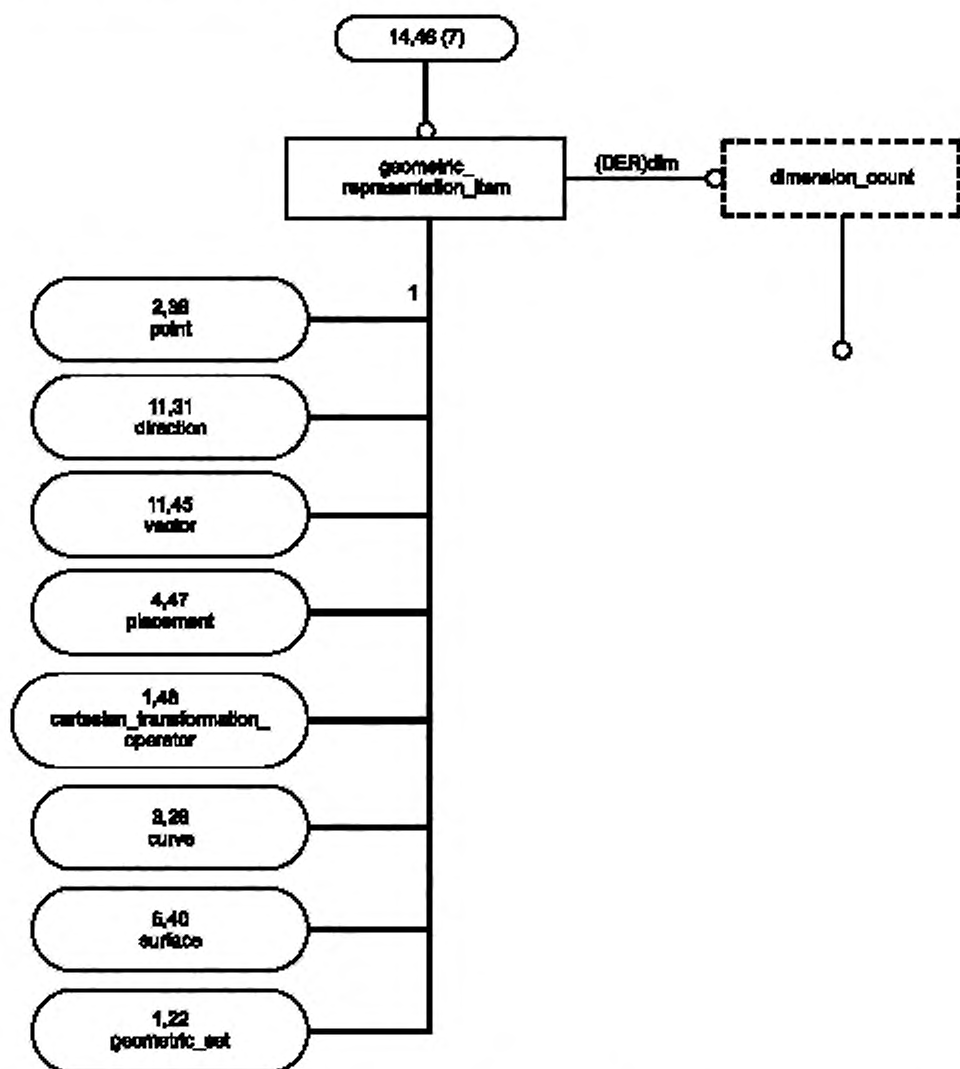 14,46 (7)
geometric_
representation_item
(DER)dim
dimension_count
1
2,38
point
11,31
direction
11,45
vector
4,47
placement
1,48
cartesian_transformation_
operator
3,28
curve
5,40
surface
1,22
geometric_set